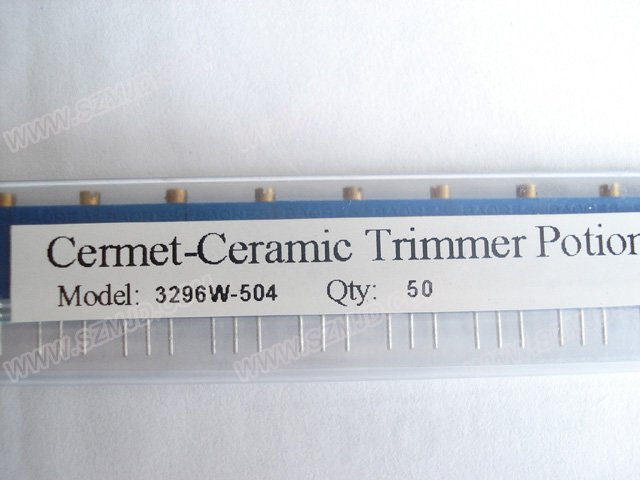 Cermet-Ceramic Trimmer Potion
Model: 3296W-504 Qty: 50